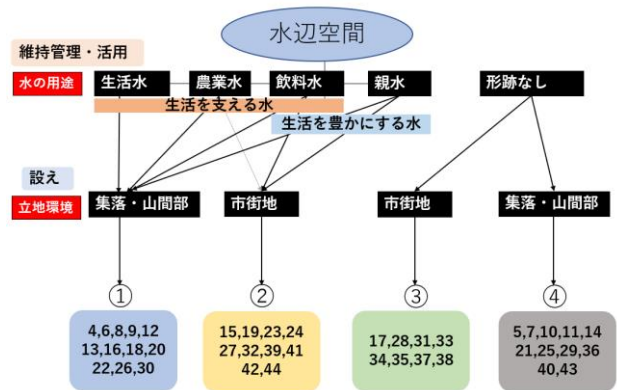 水辺空間
維持管理・活用
水の用途
生活水
農業水
飲料水
親水
形跡なし
生活を支える水
生活を豊かにする水
設え
立地環境
集落・山間部
市街地
市街地
集落・山間部
①
②
③
④
4,6,8,9,12
13,16,18,20
22,26,30
15,19,23,24
27,32,39,41
42,44
17,28,31,33
34,35,37,38
5,7,10,11,14
21,25,29,36
40,43